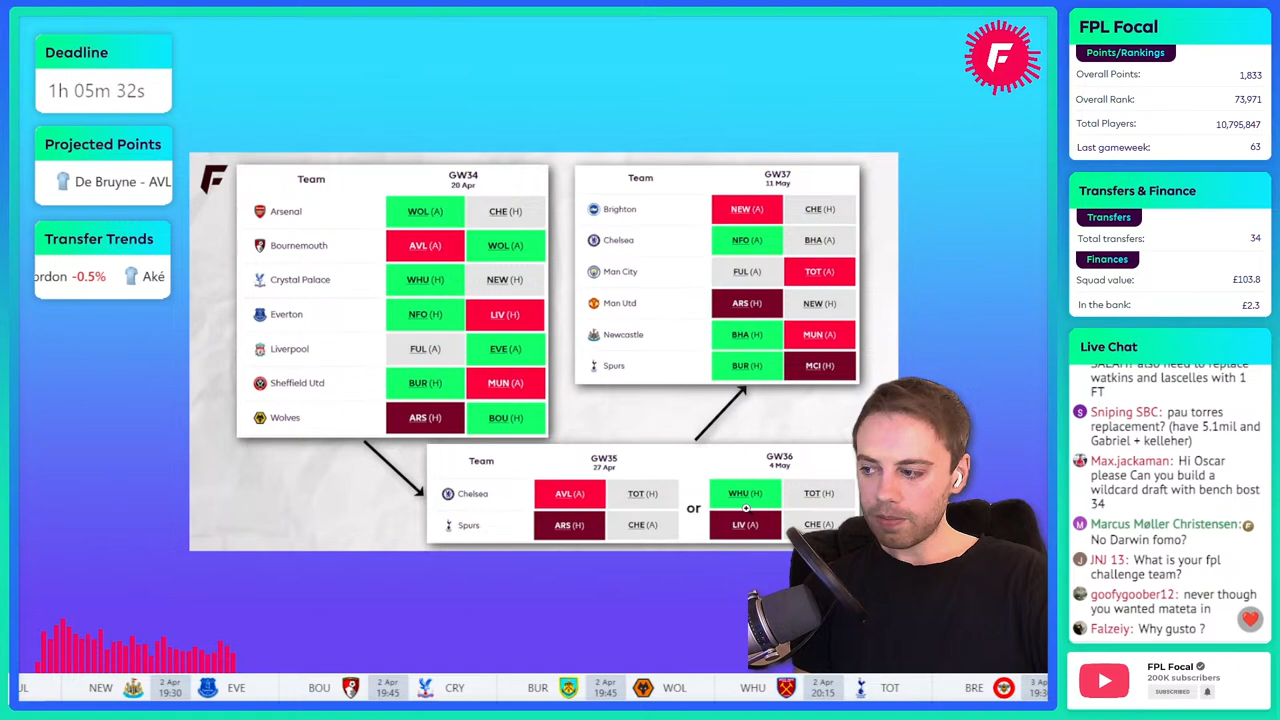 Deadline
1h 05m 32s
Projected Points
De Bruyne - AVL
Transfer Trends
ordon -0.5% Aké
F
F
Team GW34
20 Apr
Arsenal WOL (A) CHE (H)
Bournemouth AVL (A) WOL (A)
Crystal Palace WHU (H) NEW (H)
Everton NFO (H) LIV (H)
Liverpool FUL (A) EVE (A)
Sheffield Utd BUR (H) MUN (A)
Wolves ARS (H) BOU (H)
Team GW37
11 May
Brighton NEW (A) CHE (H)
Chelsea NFO (A) BHA (A)
Man City FUL (A) TOT (A)
Man Utd ARS (H) NEW (H)
Newcastle BHA (H) MUN (A)
Spurs BUR (H) MCI (H)
Team GW35
27 Apr
GW36
4 May
Chelsea AVL (A) TOT (H) WHU (H) TOT (H)
or
Spurs ARS (H) CHE (A) LIV (A) CHE (A)
FPL Focal
Points/Rankings
Overall Points: 1,833
Overall Rank: 73,971
Total Players: 10,795,847
Last gameweek: 63
Transfers & Finance
Transfers
Total transfers: 34
Finances
Squad value: £103.8
In the bank: £2.3
Live Chat
SALAH? also need to replace
watkins and lascelles with 1
FT
S Sniping SBC: pau torres
replacement? (have 5.1mil and
Gabriel + kelleher)
Max.jackaman: Hi Oscar
please Can you build a
wildcard draft with bench bost
34
M Marcus Møller Christensen:
No Darwin fomo?
J JNJ 13: What is your fpl
challenge team?
goofygoober12: never though
you wanted mateta in
Falzeiy: Why gusto ?
FPL Focal
200K subscribers
SUBSCRIBED
UL NEW 2 Apr 19:30 EVE BOU 2 Apr 19:45 CRY BUR 2 Apr 19:45 WOL WHU 2 Apr 20:15 TOT BRE 3 Ap 19:3